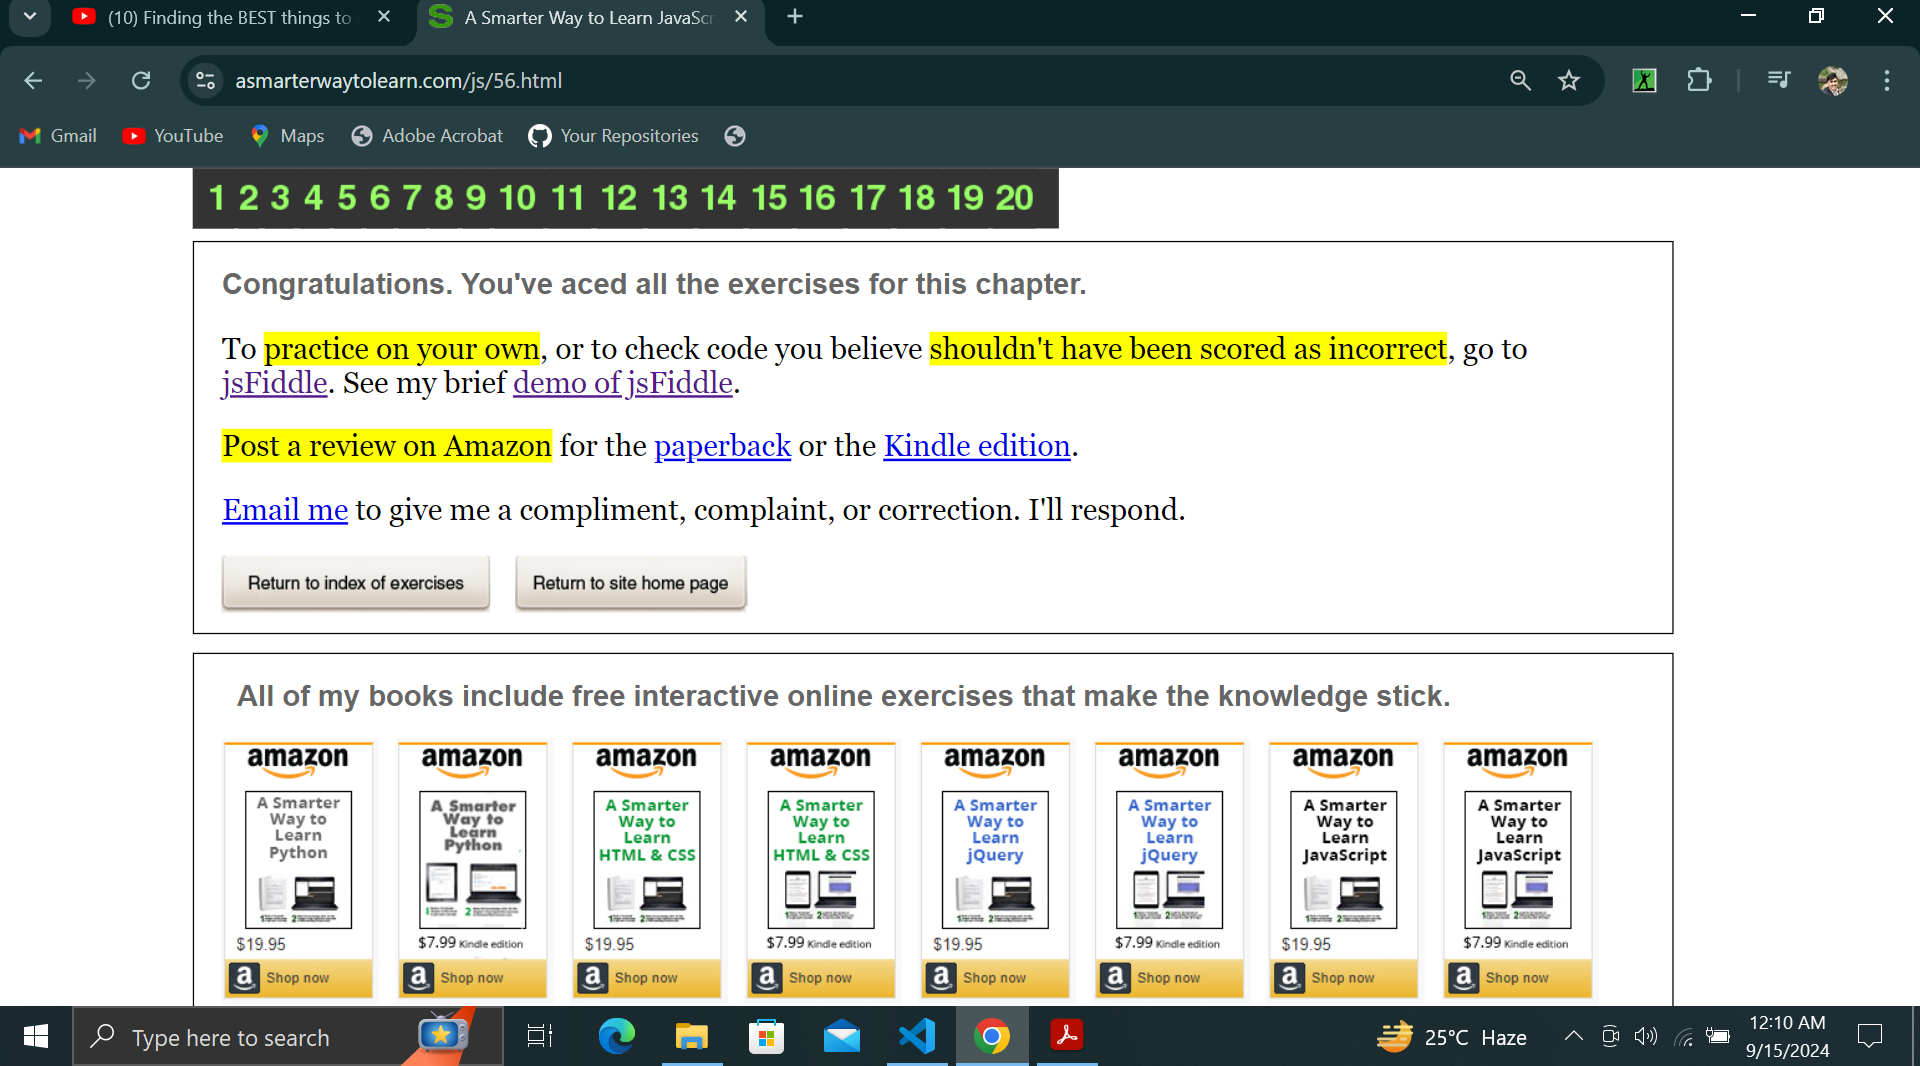 (10) Finding the BEST things to
A Smarter Way to Learn JavaScr
asmarterwaytolearn.com/js/56.html
Gmail YouTube Maps Adobe Acrobat Your Repositories
1 2 3 4 5 6 7 8 9 10 11 12 13 14 15 16 17 18 19 20
Congratulations. You've aced all the exercises for this chapter.
To practice on your own, or to check code you believe shouldn't have been scored as incorrect, go to
jsFiddle. See my brief demo of jsFiddle.
Post a review on Amazon for the paperback or the Kindle edition.
Email me to give me a compliment, complaint, or correction. I'll respond.
Return to index of exercises Return to site home page
All of my books include free interactive online exercises that make the knowledge stick.
amazon amazon amazon amazon amazon amazon amazon amazon
A Smarter Way to Learn Python
A Smarter Way to Learn Python
A Smarter Way to Learn HTML & CSS
A Smarter Way to Learn HTML & CSS
A Smarter Way to Learn jQuery
A Smarter Way to Learn jQuery
A Smarter Way to Learn JavaScript
A Smarter Way to Learn JavaScript
$19.95 $7.99 Kindle edition $19.95 $7.99 Kindle edition $19.95 $7.99 Kindle edition $19.95 $7.99 Kindle edition
a Shop now a Shop now a Shop now a Shop now a Shop now a Shop now a Shop now a Shop now
Type here to search
25°C Haze
12:10 AM
9/15/2024